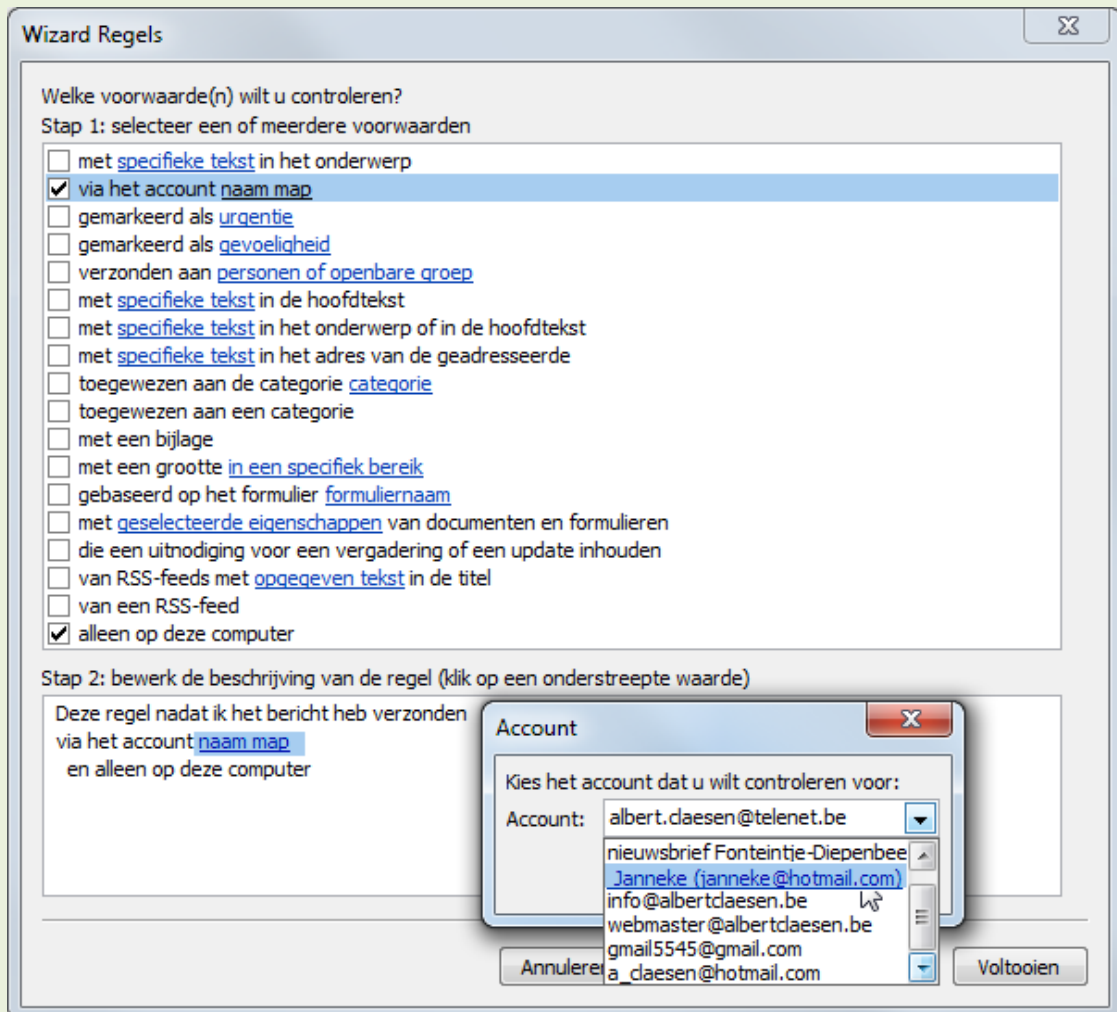 Wizard Regels
Welke voorwaarde(n) wilt u controleren?
Stap 1: selecteer een of meerdere voorwaarden
met specifieke tekst in het onderwerp
via het account naam map
gemarkeerd als urgentie
gemarkeerd als gevoeligheid
verzonden aan personen of openbare groep
met specifieke tekst in de hoofdtekst
met specifieke tekst in het onderwerp of in de hoofdtekst
met specifieke tekst in het adres van de geadresseerde
toegewezen aan de categorie categorie
toegewezen aan een categorie
met een bijlage
met een grootte in een specifiek bereik
gebaseerd op het formulier formuliernaam
met geselecteerde eigenschappen van documenten en formulieren
die een uitnodiging voor een vergadering of een update inhouden
van RSS-feeds met opgegeven tekst in de titel
van een RSS-feed
alleen op deze computer
Stap 2: bewerk de beschrijving van de regel (klik op een onderstreepte waarde)
Deze regel nadat ik het bericht heb verzonden
via het account naam map
en alleen op deze computer
Account
Kies het account dat u wilt controleren voor:
Account: albert.claesen@telenet.be
nieuwsbrief Fonteintje-Diepenbee
Janneke (janneke@hotmail.com)
info@albertclaesen.be
webmaster@albertclaesen.be
gmail5545@gmail.com
a_claesen@hotmail.com
Annuleren
Voltooien